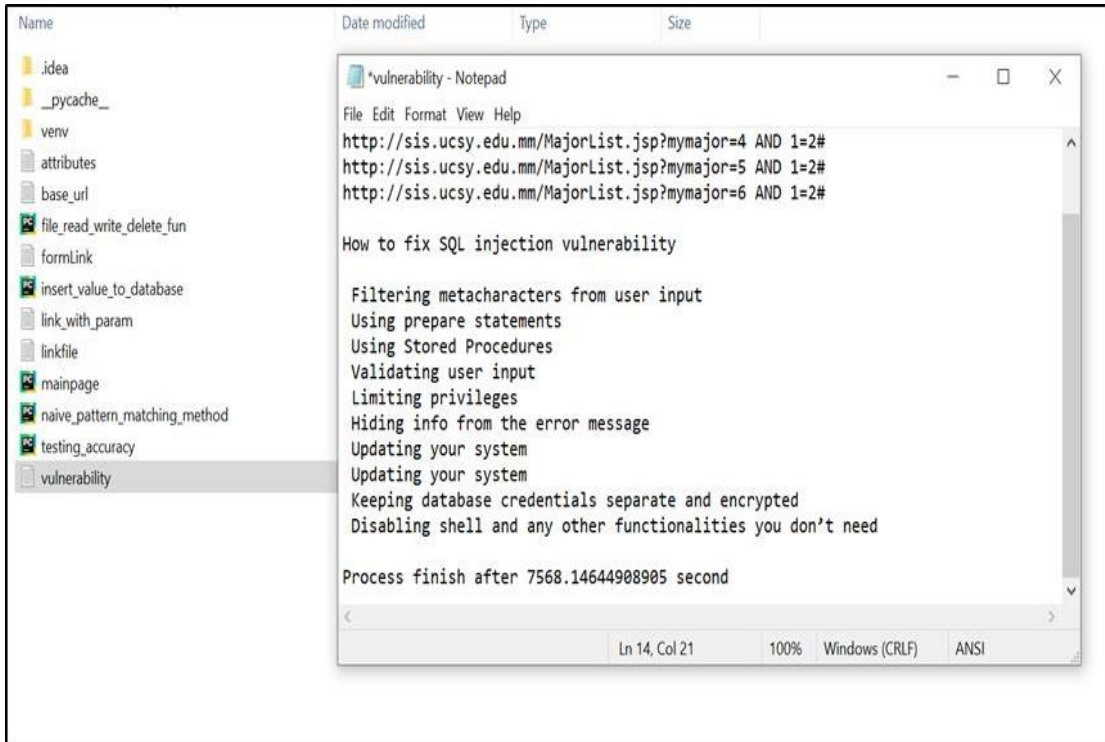 Name Date modified Type Size
.idea
__pycache__
venv
attributes
base_url
file_read_write_delete_fun
formLink
insert_value_to_database
link_with_param
linkfile
mainpage
naive_pattern_matching_method
testing_accuracy
vulnerability
*vulnerability - Notepad
File Edit Format View Help
http://sis.ucsy.edu.mm/MajorList.jsp?mymajor=4 AND 1=2#
http://sis.ucsy.edu.mm/MajorList.jsp?mymajor=5 AND 1=2#
http://sis.ucsy.edu.mm/MajorList.jsp?mymajor=6 AND 1=2#
How to fix SQL injection vulnerability
Filtering metacharacters from user input
Using prepare statements
Using Stored Procedures
Validating user input
Limiting privileges
Hiding info from the error message
Updating your system
Updating your system
Keeping database credentials separate and encrypted
Disabling shell and any other functionalities you don’t need
Process finish after 7568.14644908905 second
Ln 14, Col 21 100% Windows (CRLF) ANSI